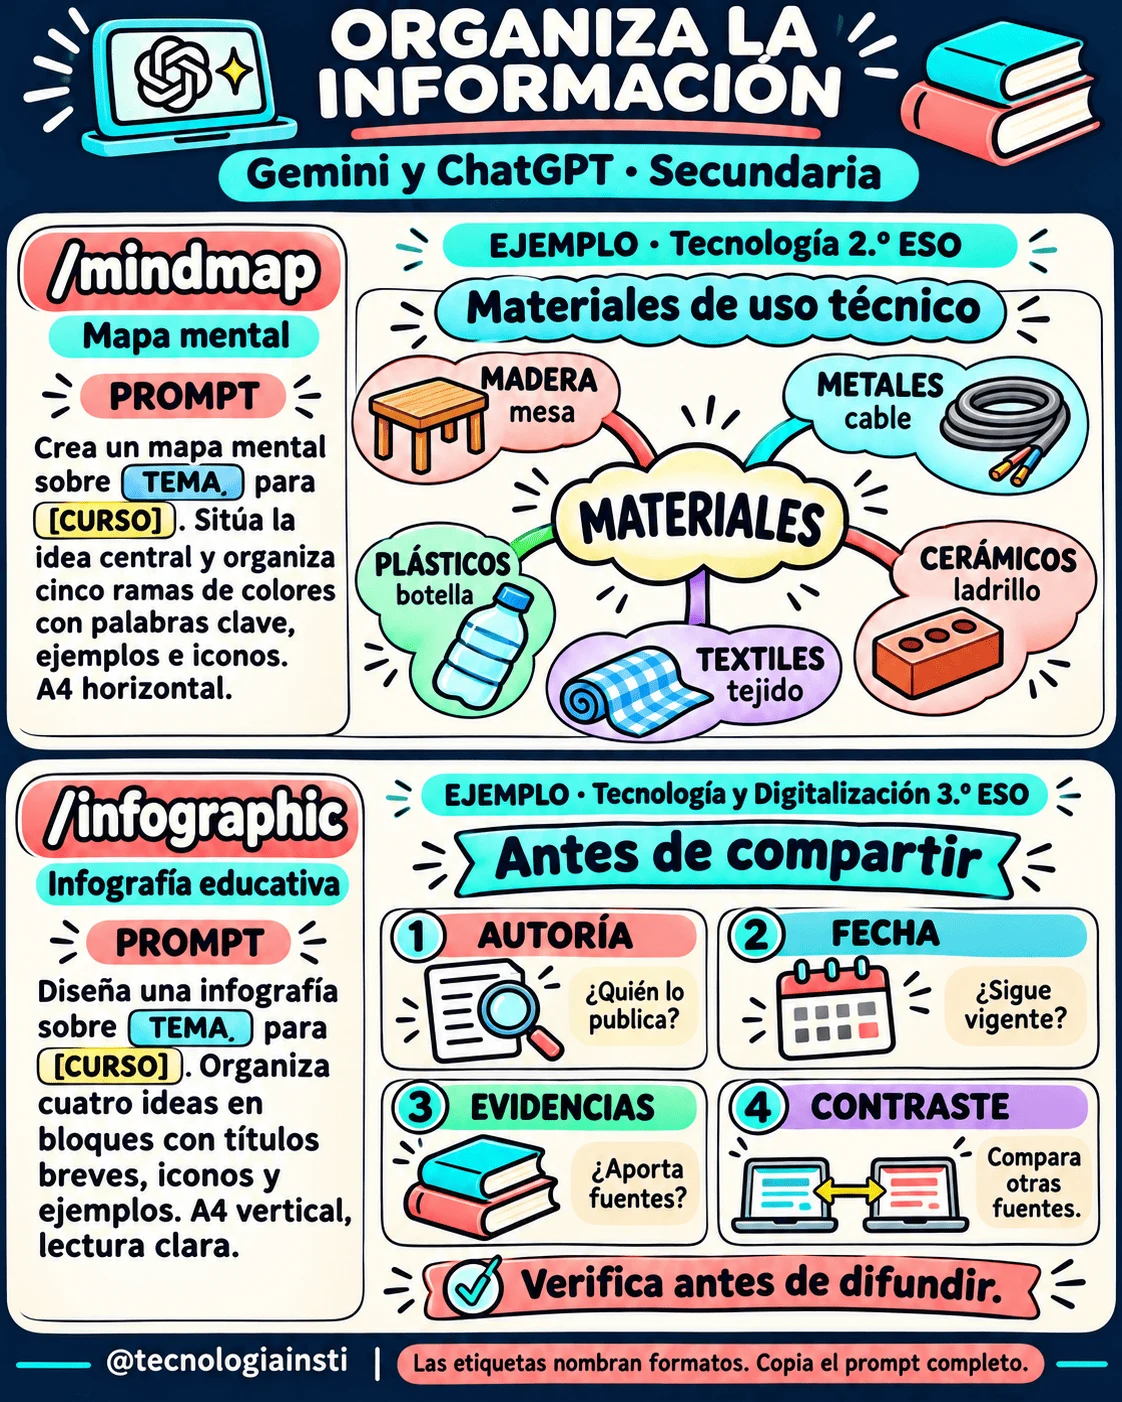 ORGANIZA LA
INFORMACIÓN
Gemini y ChatGPT · Secundaria
/mindmap
Mapa mental
PROMPT
Crea un mapa mental
sobre TEMA. para
[CURSO]. Sitúa la
idea central y organiza
cinco ramas de colores
con palabras clave,
ejemplos e iconos.
A4 horizontal.
EJEMPLO · Tecnología 2.º ESO
Materiales de uso técnico
MADERA
mesa
METALES
cable
MATERIALES
PLÁSTICOS
botella
CERÁMICOS
ladrillo
TEXTILES
tejido
/infographic
Infografía educativa
PROMPT
Diseña una infografía
sobre TEMA. para
[CURSO]. Organiza
cuatro ideas en
bloques con títulos
breves, iconos y
ejemplos. A4 vertical,
lectura clara.
EJEMPLO · Tecnología y Digitalización 3.º ESO
Antes de compartir
1 AUTORÍA
¿Quién lo
publica?
2 FECHA
¿Sigue
vigente?
3 EVIDENCIAS
¿Aporta
fuentes?
4 CONTRASTE
Compara
otras
fuentes.
Verifica antes de difundir.
@tecnologiainsti | Las etiquetas nombran formatos. Copia el prompt completo.